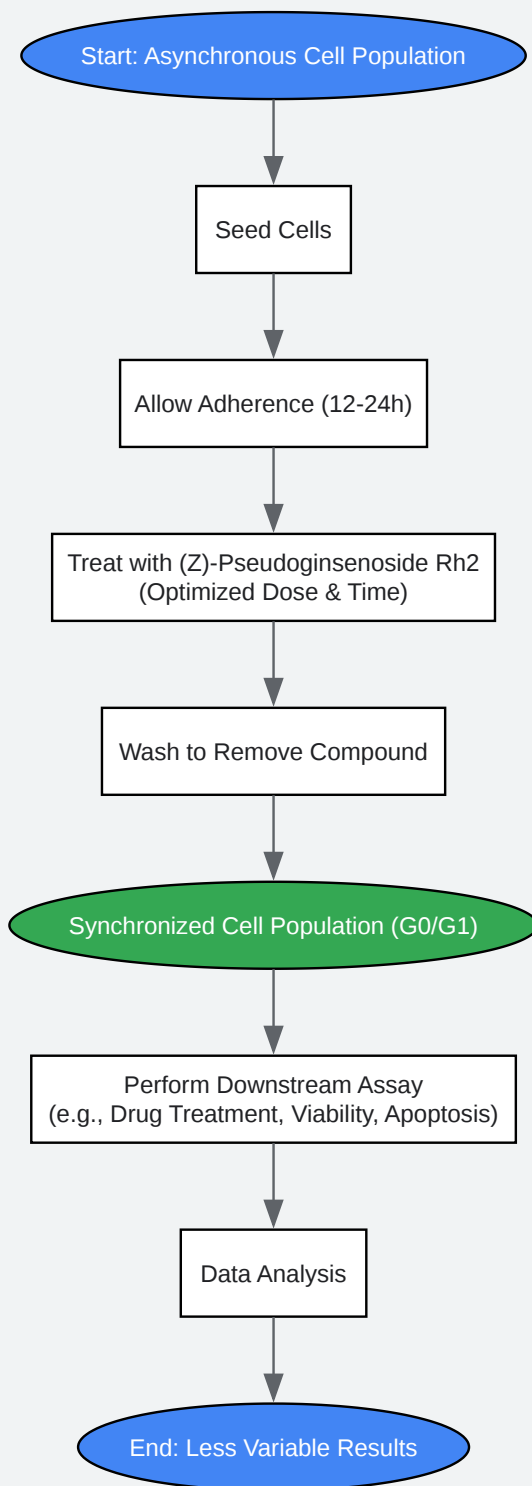 Start: Asynchronous Cell Population
Seed Cells
Allow Adherence (12-24h)
Treat with (Z)-Pseudoginsenoside Rh2
(Optimized Dose & Time)
Wash to Remove Compound
Synchronized Cell Population (G0/G1)
Perform Downstream Assay
(e.g., Drug Treatment, Viability, Apoptosis)
Data Analysis
End: Less Variable Results